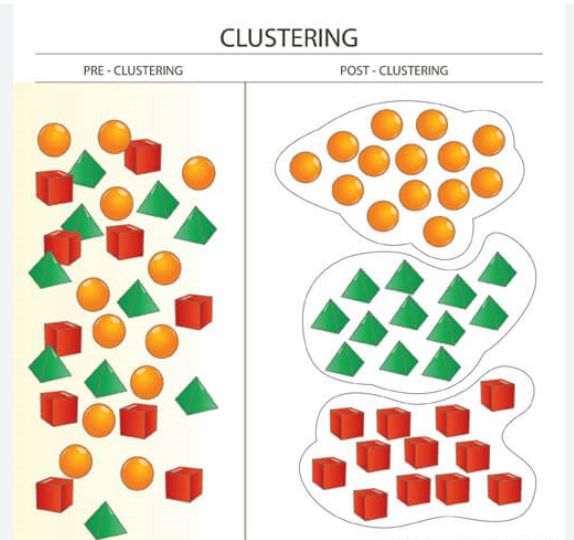 CLUSTERING
PRE - CLUSTERING
POST - CLUSTERING